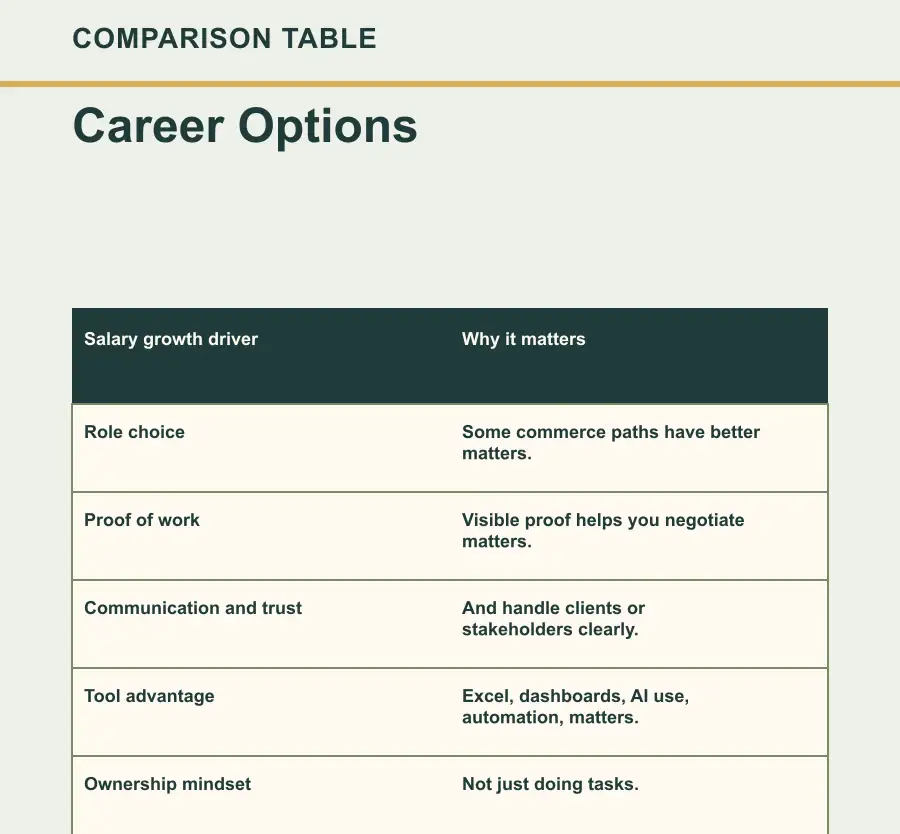 COMPARISON TABLE
Career Options
Salary growth driver
Why it matters
Role choice
Some commerce paths have better
matters.
Proof of work
Visible proof helps you negotiate
matters.
Communication and trust
And handle clients or
stakeholders clearly.
Tool advantage
Excel, dashboards, AI use,
automation, matters.
Ownership mindset
Not just doing tasks.